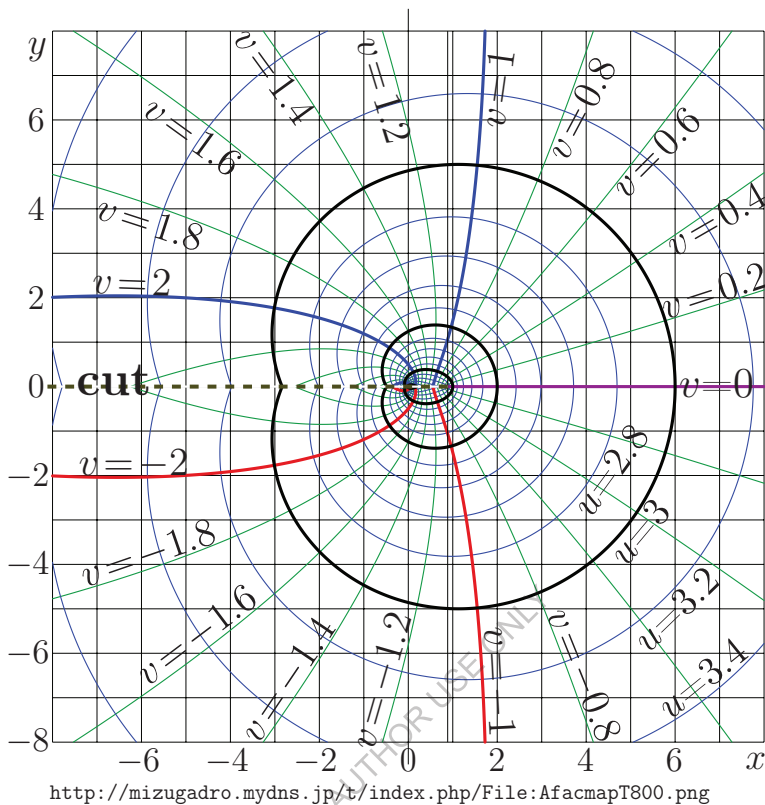 y
v=1.4
v=1.2
v=1
v=0.8
6
v=1.6
v=0.6
4
v=1.8
v=0.4
v=2
2
v=0.2
0
cut
v=0
−2
v=−2
u=2.8
v=−1.8
u=3
−4
v=−1.6
u=3.2
−6
v=−1.4
v=−1.2
v=−1
v=−0.8
u=3.4
−8
AUTHOR USE ONLY
−6 −4 −2 0 2 4 6 x
http://mizugadro.mydns.jp/t/index.php/File:AfacmapT800.png